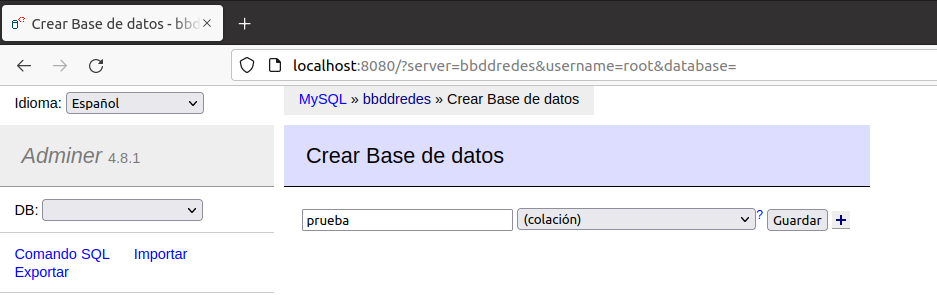 Crear Base de datos - bbd
localhost:8080/?server=bbddredes&username=root&database=
Idioma: Español
MySQL » bbddredes » Crear Base de datos
Adminer 4.8.1
Crear Base de datos
DB:
prueba (colación) ? Guardar +
Comando SQL Importar
Exportar